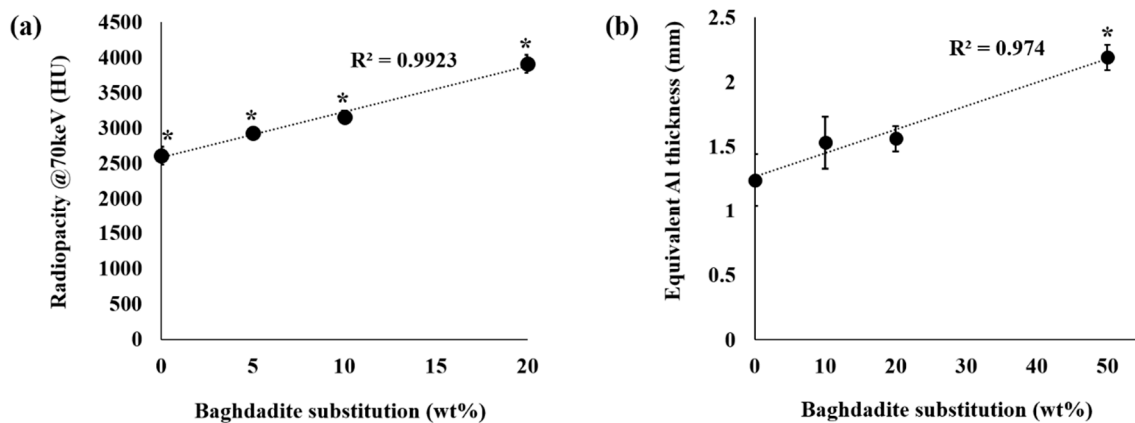 (a)
Radiopacity @70keV (HU)
4500
4000
3500
3000
2500
2000
1500
1000
500
0
R² = 0.9923
*
*
*
*
0 5 10 15 20
Baghdadite substitution (wt%)
(b)
Equivalent Al thickness (mm)
2.5
2
1.5
1
0.5
0
R² = 0.974
*
0 10 20 30 40 50
Baghdadite substitution (wt%)